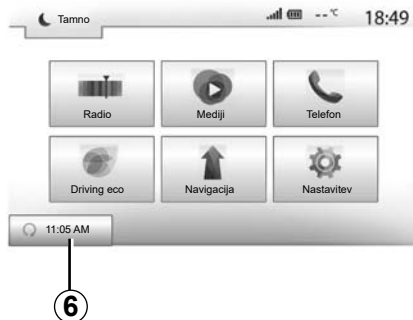 Tamno --°C 18:49
Radio Mediji Telefon
Driving eco Navigacija Nastavitev
11:05 AM
6